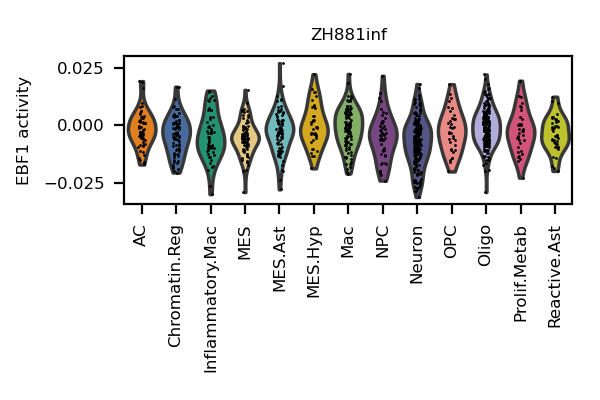 ZH881inf
EBF1 activity
0.025
0.000
−0.025
AC
Chromatin.Reg
Inflammatory.Mac
MES
MES.Ast
MES.Hyp
Mac
NPC
Neuron
OPC
Oligo
Prolif.Metab
Reactive.Ast